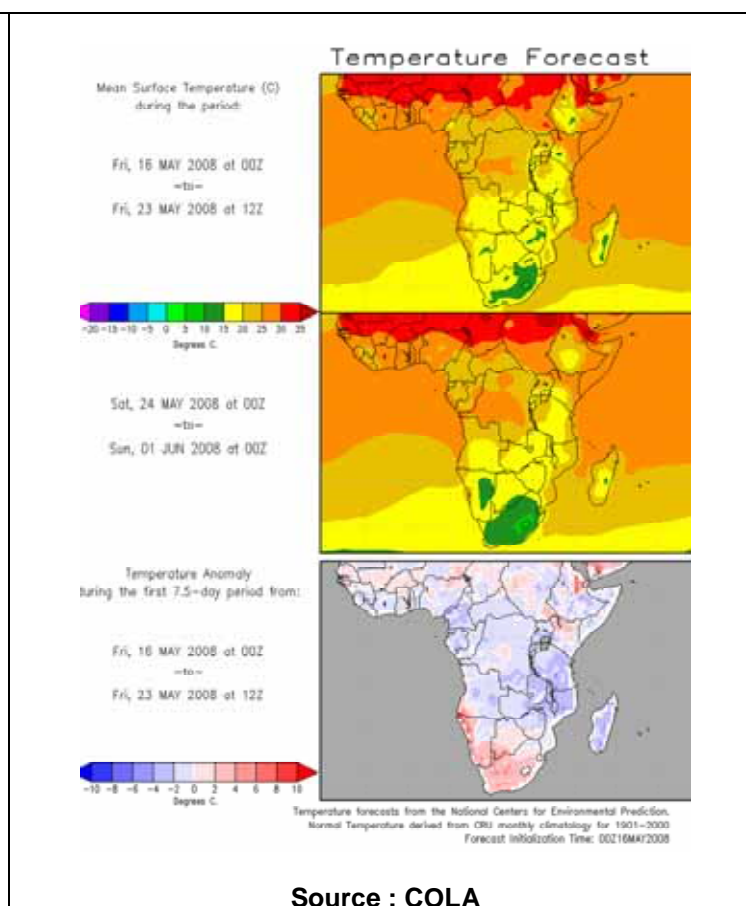 Temperature Forecast
Mean Surface Temperature (C)
during the period:
Fri, 16 MAY 2008 at 00Z
-to-
Fri, 23 MAY 2008 at 12Z
-20 -15 -10 -5 0 5 10 15 20 25 30 35
Degrees C.
Sat, 24 MAY 2008 at 00Z
-to-
Sun, 01 JUN 2008 at 00Z
Temperature Anomaly
uring the first 7.5-day period from:
Fri, 16 MAY 2008 at 00Z
-to-
Fri, 23 MAY 2008 at 12Z
-10 -8 -6 -4 -2 0 2 4 6 8 10
Degrees C.
Temperature forecasts from the National Centers for Environmental Prediction.
Normal Temperature derived from CRU monthly climatology for 1901-2000
Forecast Initialization Time: 00Z16MAY2008
Source : COLA